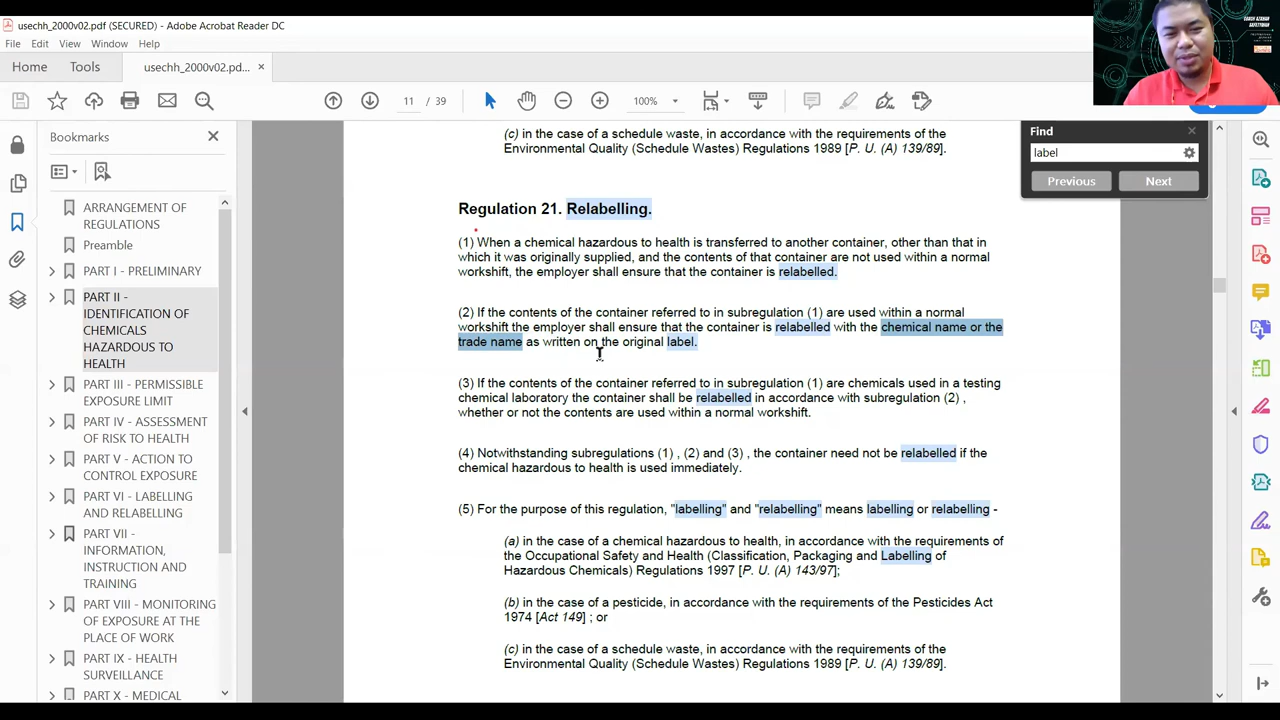 usechh_2000v02.pdf (SECURED) - Adobe Acrobat Reader DC
File Edit View Window Help
Home Tools usechh_2000v02.pd... ×
11 / 39 100%
Bookmarks
ARRANGEMENT OF
REGULATIONS
Preamble
PART I - PRELIMINARY
PART II -
IDENTIFICATION OF
CHEMICALS
HAZARDOUS TO
HEALTH
PART III - PERMISSIBLE
EXPOSURE LIMIT
PART IV - ASSESSMENT
OF RISK TO HEALTH
PART V - ACTION TO
CONTROL EXPOSURE
PART VI - LABELLING
AND RELABELLING
PART VII -
INFORMATION,
INSTRUCTION AND
TRAINING
PART VIII - MONITORING
OF EXPOSURE AT THE
PLACE OF WORK
PART IX - HEALTH
SURVEILLANCE
PART X - MEDICAL
(c) in the case of a schedule waste, in accordance with the requirements of the
Environmental Quality (Schedule Wastes) Regulations 1989 [P. U. (A) 139/89].
Regulation 21. Relabelling.
(1) When a chemical hazardous to health is transferred to another container, other than that in
which it was originally supplied, and the contents of that container are not used within a normal
workshift, the employer shall ensure that the container is relabelled.
(2) If the contents of the container referred to in subregulation (1) are used within a normal
workshift the employer shall ensure that the container is relabelled with the chemical name or the
trade name as written on the original label.
(3) If the contents of the container referred to in subregulation (1) are chemicals used in a testing
chemical laboratory the container shall be relabelled in accordance with subregulation (2) ,
whether or not the contents are used within a normal workshift.
(4) Notwithstanding subregulations (1) , (2) and (3) , the container need not be relabelled if the
chemical hazardous to health is used immediately.
(5) For the purpose of this regulation, "labelling" and "relabelling" means labelling or relabelling -
(a) in the case of a chemical hazardous to health, in accordance with the requirements of
the Occupational Safety and Health (Classification, Packaging and Labelling of
Hazardous Chemicals) Regulations 1997 [P. U. (A) 143/97];
(b) in the case of a pesticide, in accordance with the requirements of the Pesticides Act
1974 [Act 149] ; or
(c) in the case of a schedule waste, in accordance with the requirements of the
Environmental Quality (Schedule Wastes) Regulations 1989 [P. U. (A) 139/89].
Find
label
Previous Next
COACH AZANAM
SAFETYMAN